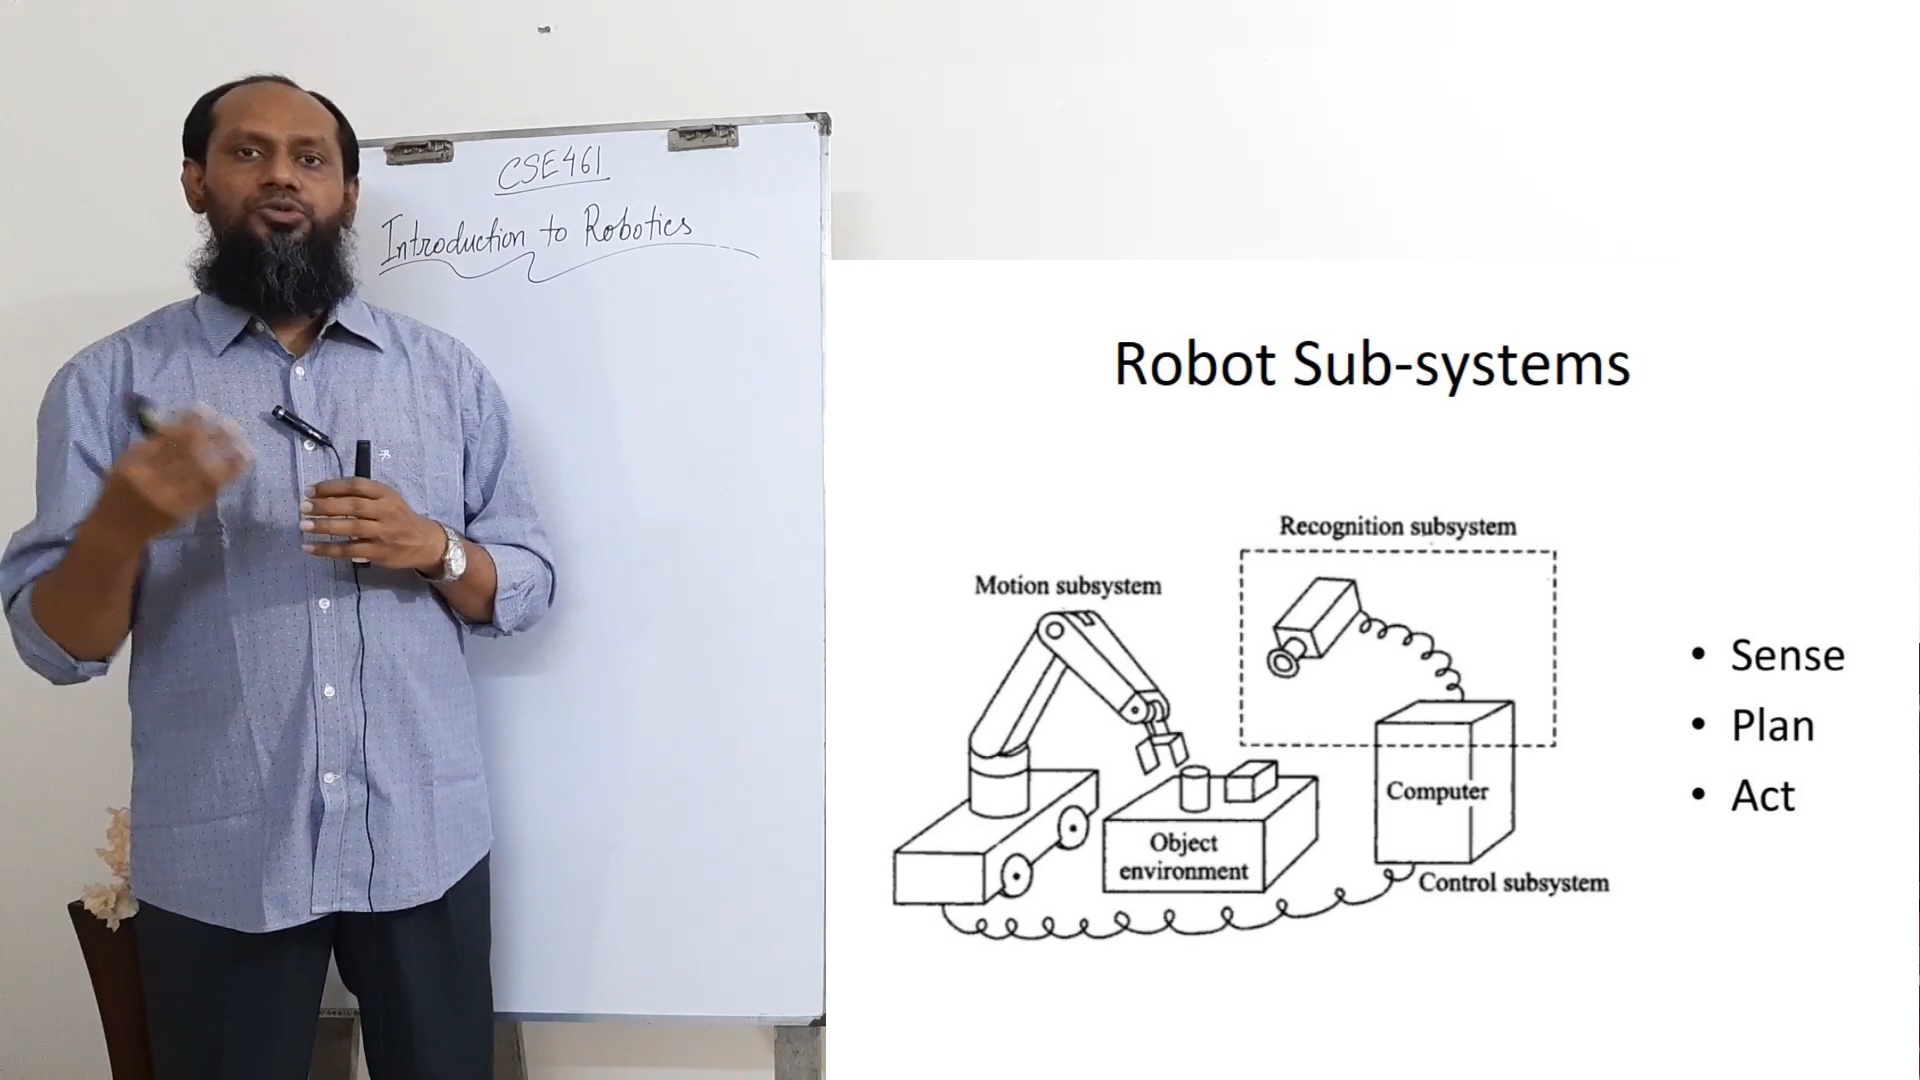 CSE461
Introduction to Robotics
Robot Sub-systems
Recognition subsystem
Motion subsystem
Computer
Object
environment
Control subsystem
• Sense
• Plan
• Act